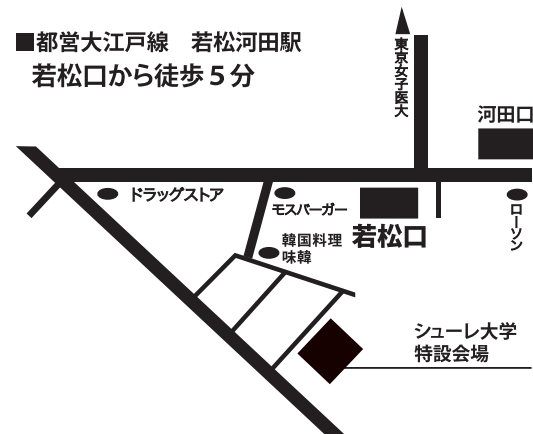 ■都営大江戸線　若松河田駅
若松口から徒歩５分
東京女子医大
河田口
ドラッグストア
モスバーガー
若松口
ローソン
韓国料理
味韓
シューレ大学
特設会場